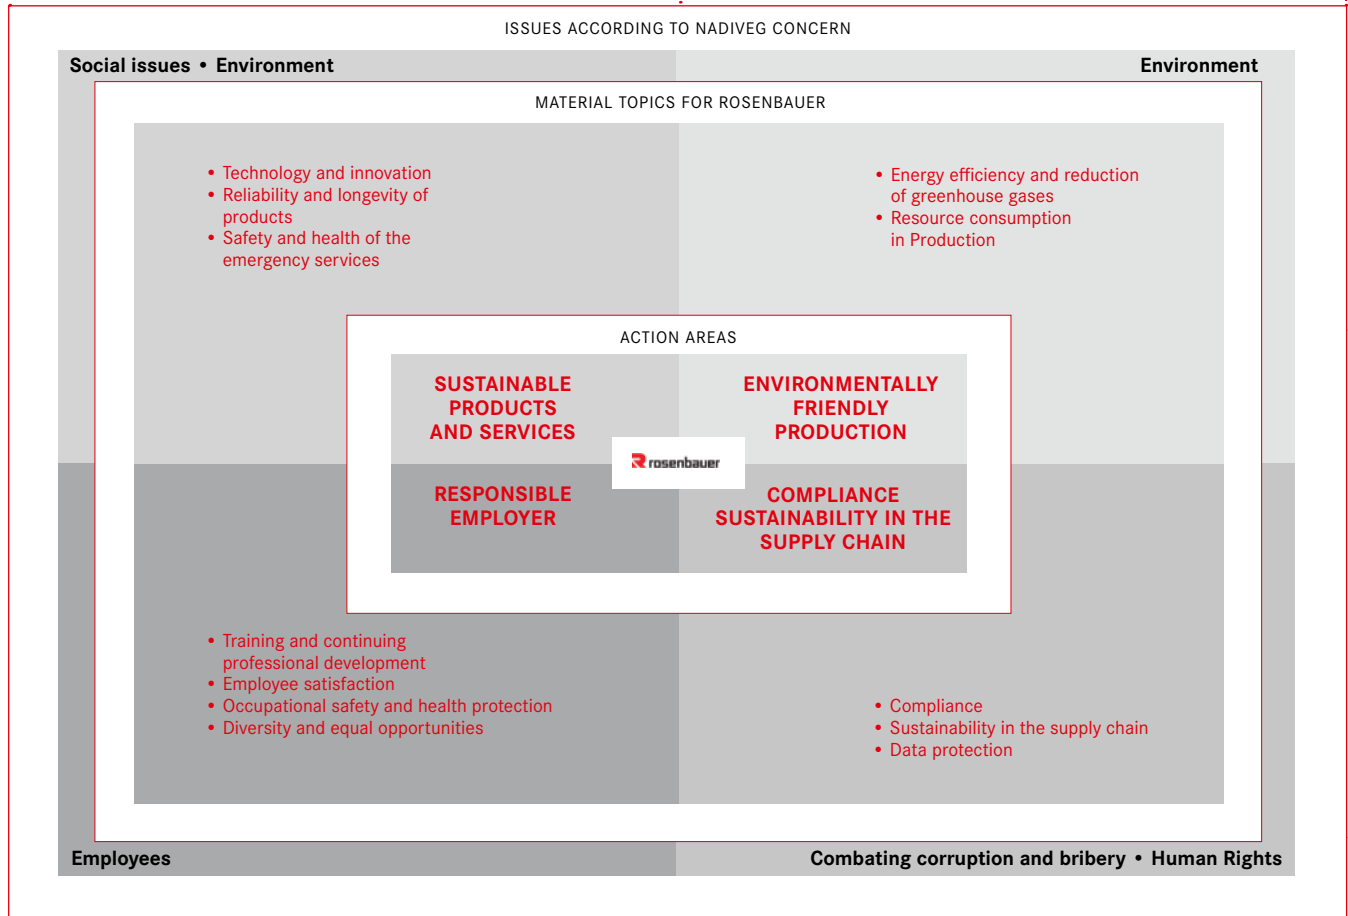 ISSUES ACCORDING TO NADIVEG CONCERN
Social issues • Environment
Environment
MATERIAL TOPICS FOR ROSENBAUER
• Technology and innovation
• Reliability and longevity of
products
• Safety and health of the
emergency services
• Energy efficiency and reduction
of greenhouse gases
• Resource consumption
in Production
ACTION AREAS
SUSTAINABLE
PRODUCTS
AND SERVICES
ENVIRONMENTALLY
FRIENDLY
PRODUCTION
rosenbauer
RESPONSIBLE
EMPLOYER
COMPLIANCE
SUSTAINABILITY IN THE
SUPPLY CHAIN
• Training and continuing
professional development
• Employee satisfaction
• Occupational safety and health protection
• Diversity and equal opportunities
• Compliance
• Sustainability in the supply chain
• Data protection
Employees
Combating corruption and bribery • Human Rights